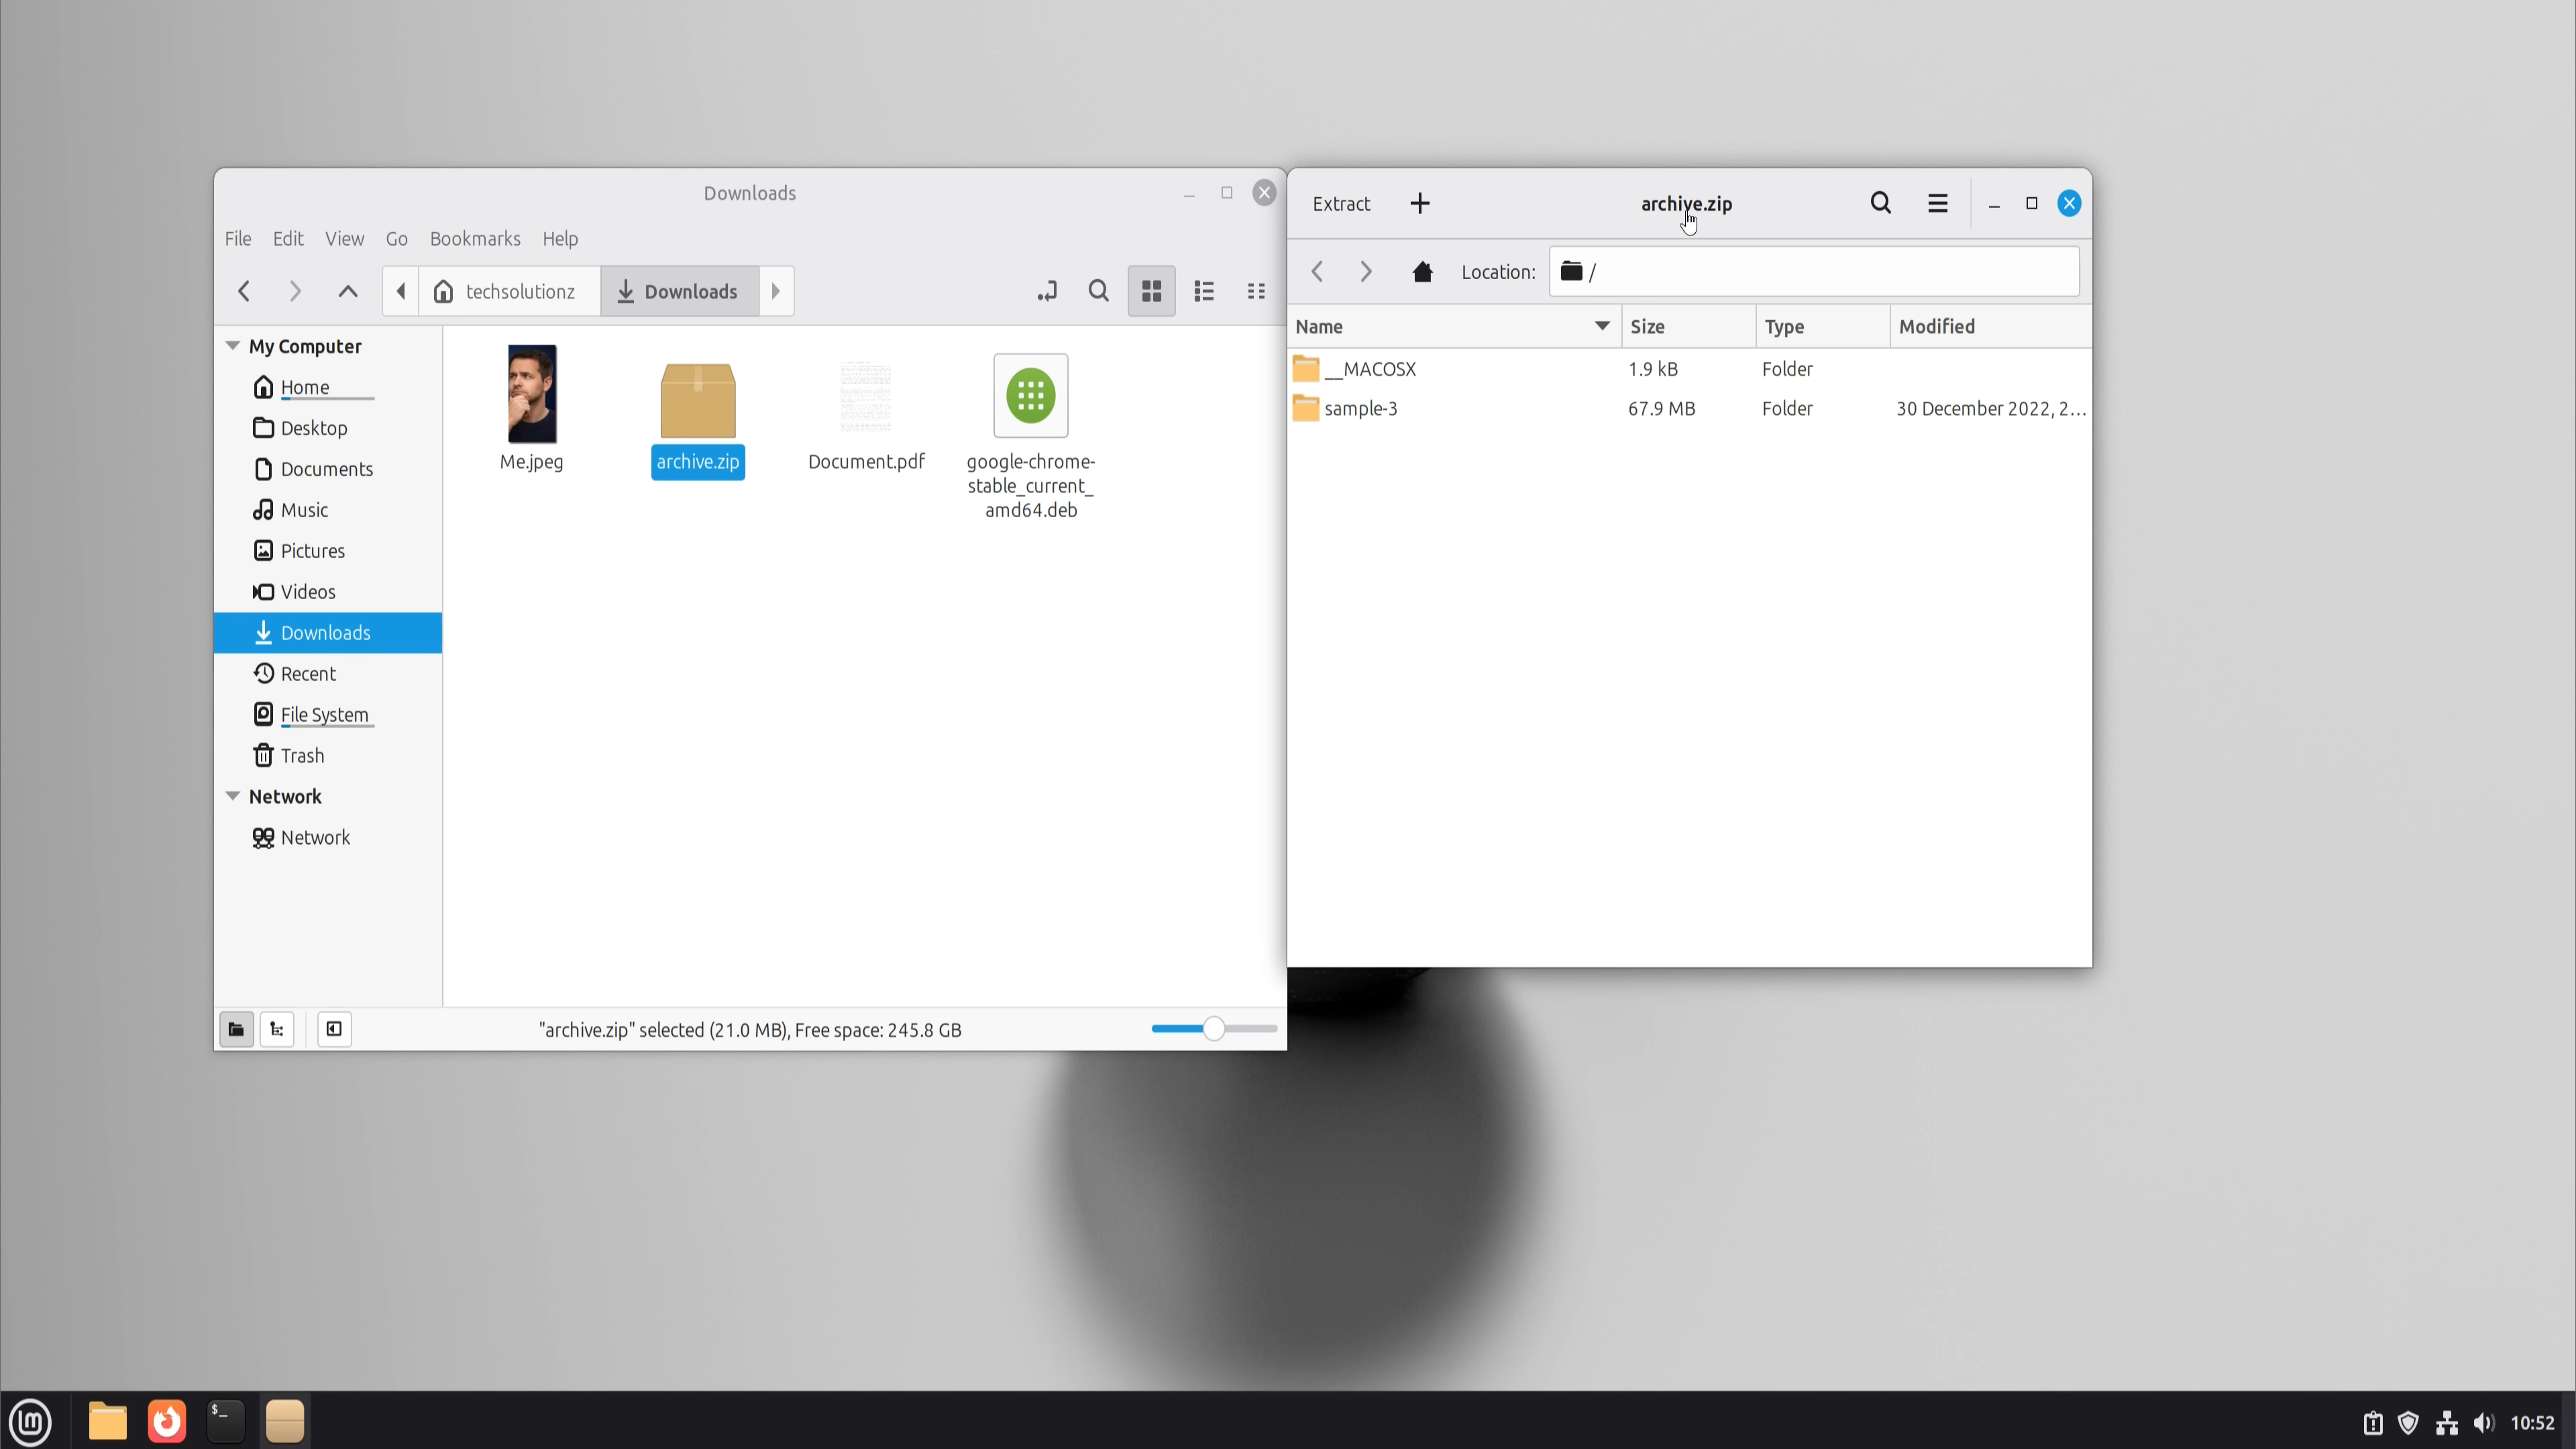 Downloads
File Edit View Go Bookmarks Help
techsolutionz Downloads
My Computer
Home
Desktop
Documents
Music
Pictures
Videos
Downloads
Recent
File System
Trash
Network
Network
Me.jpeg
archive.zip
Document.pdf
google-chrome-
stable_current_
amd64.deb
"archive.zip" selected (21.0 MB), Free space: 245.8 GB
Extract + archive.zip
Location: /
Name Size Type Modified
__MACOSX 1.9 kB Folder
sample-3 67.9 MB Folder 30 December 2022, 2...
lm
$_
10:52